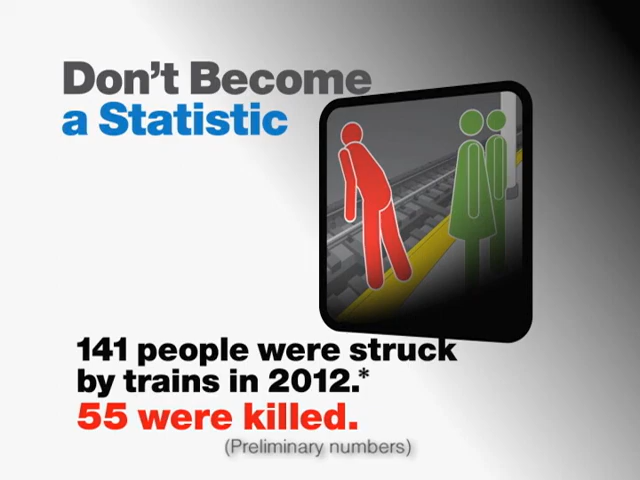 Don't Become
a Statistic
141 people were struck
by trains in 2012.*
55 were killed.
(Preliminary numbers)